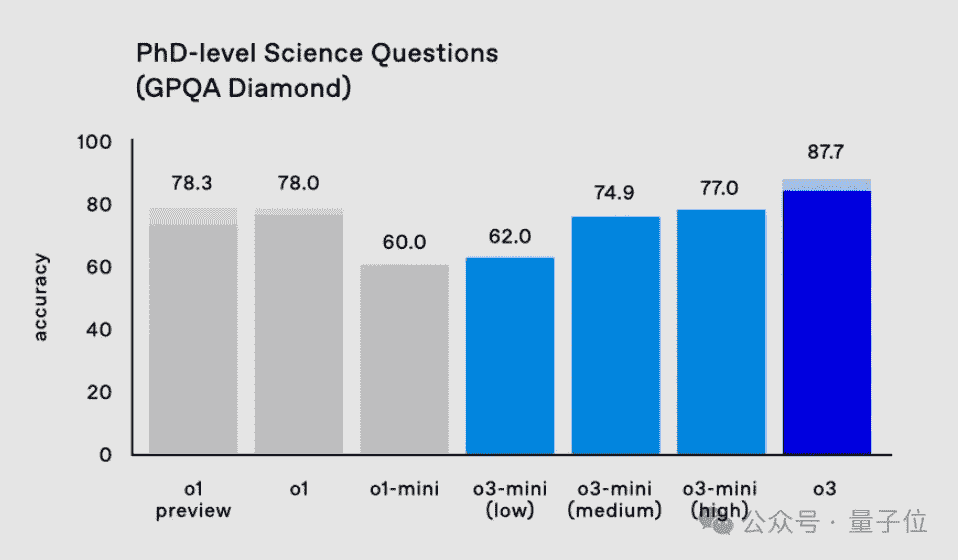 PhD-level Science Questions
(GPQA Diamond)
100
80
60
40
20
0
accuracy
78.3
78.0
60.0
62.0
74.9
77.0
87.7
o1
preview
o1
o1-mini
o3-mini
(low)
o3-mini
(medium)
o3-mini
(high)
o3
公众号 · 量子位